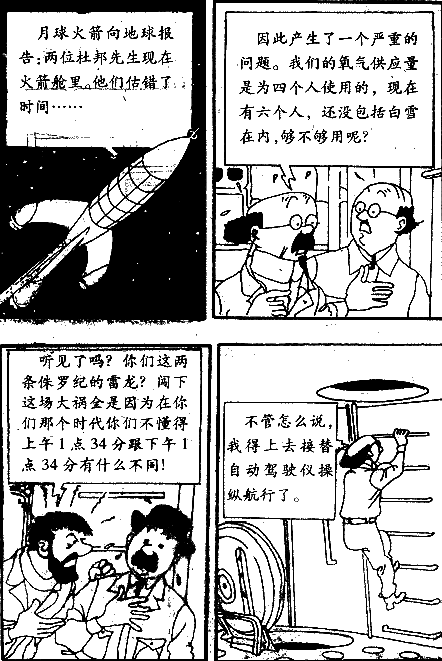 月球火箭向地球报
告:两位杜邦先生现在
火箭舱里。他们估错了
时间……
因此产生了一个严重的
问题。我们的氧气供应量
是为四个人使用的，现在
有六个人，还没包括白雪
在内，够不够用呢?
听见了吗? 你们这两
条侏罗纪的雷龙? 闯下
这场大祸全是因为在你
们那个时代你们不懂得
上午1点34分跟下午1
点34分有什么不同!
不管怎么说，
我得上去接替
自动驾驶仪操
纵航行了。